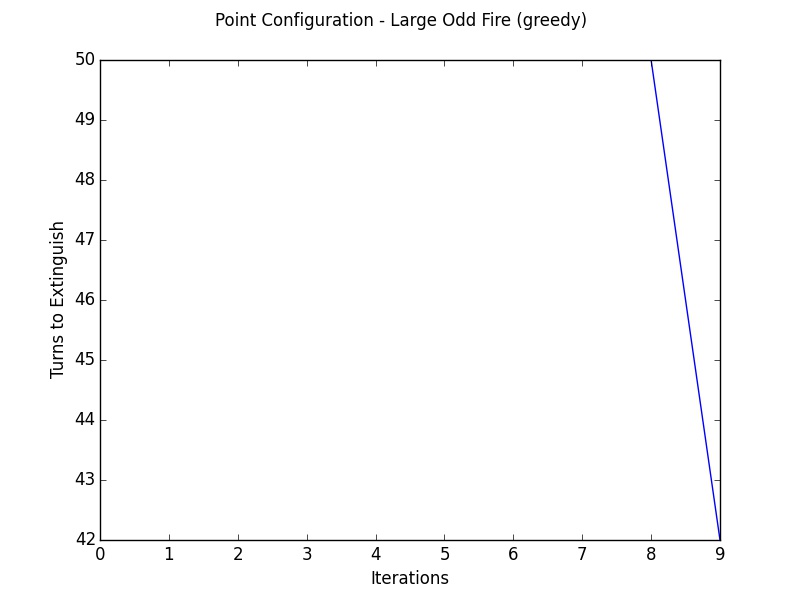 Point Configuration - Large Odd Fire (greedy)
50
49
48
47
46
45
44
43
42
Turns to Extinguish
0 1 2 3 4 5 6 7 8 9
Iterations